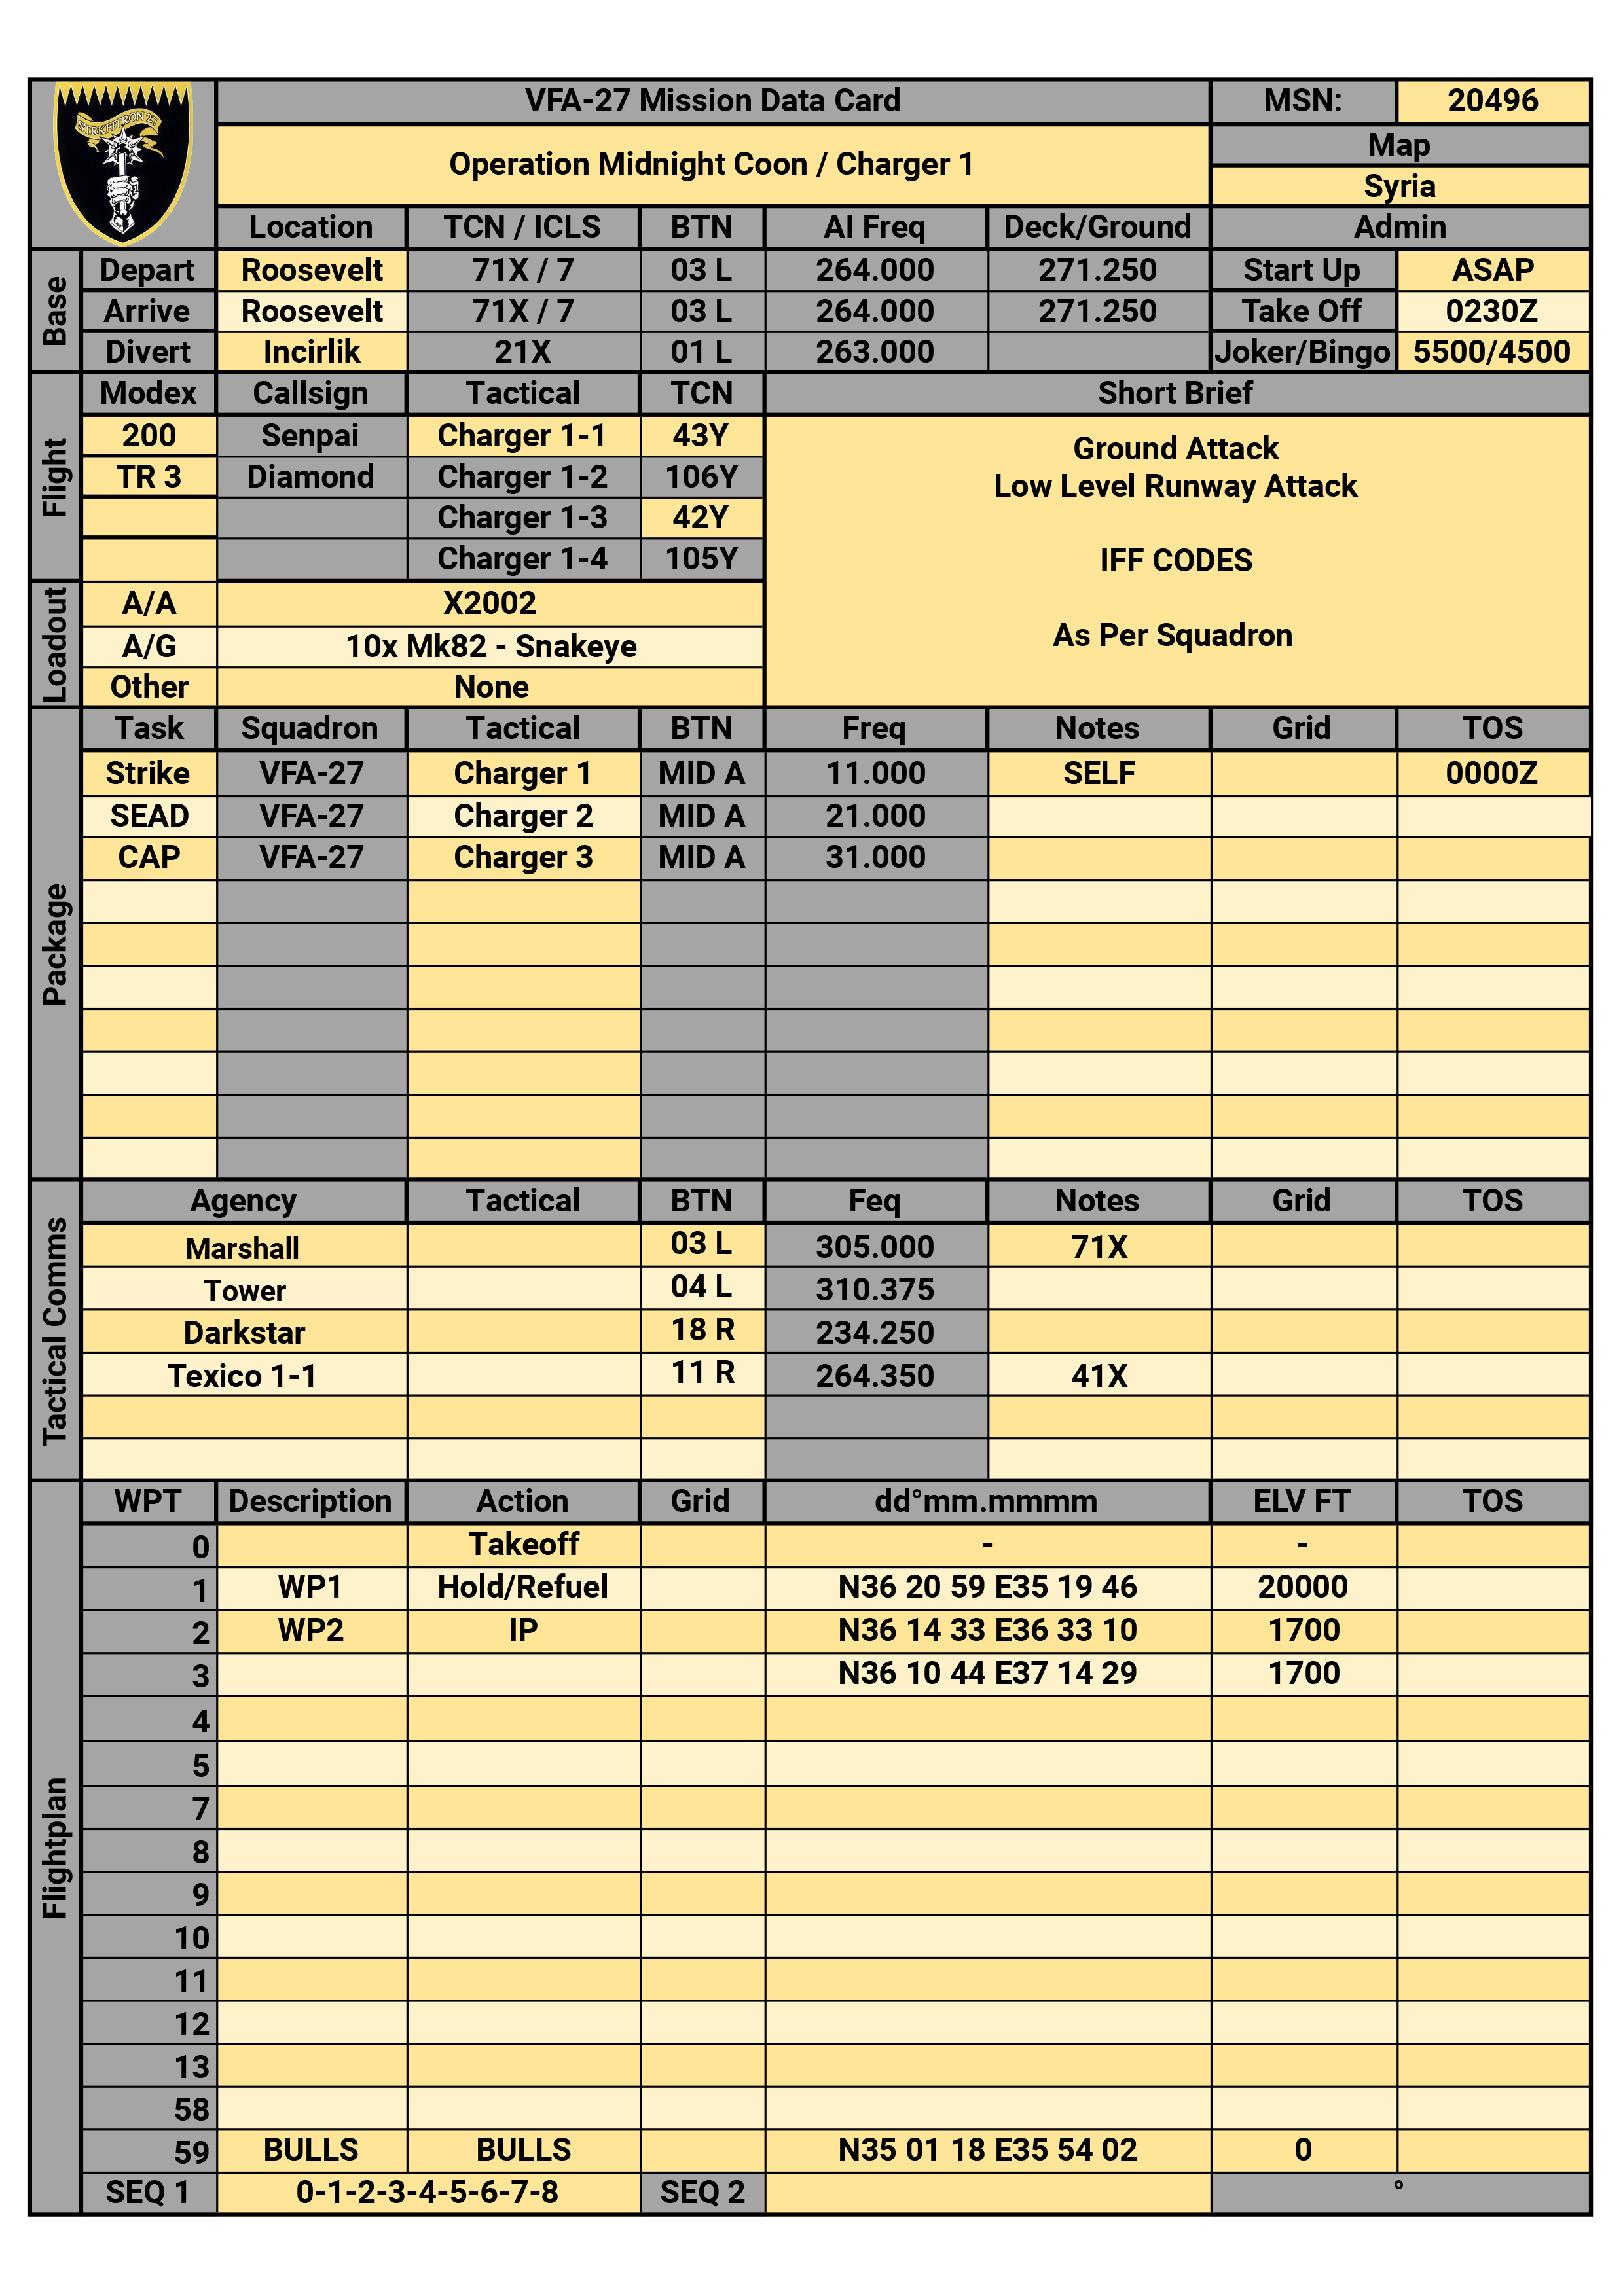 STRKFITRON 27
VFA-27 Mission Data Card MSN: 20496
Operation Midnight Coon / Charger 1 Map
Syria
Location TCN / ICLS BTN AI Freq Deck/Ground Admin
Base
Depart Roosevelt 71X / 7 03 L 264.000 271.250 Start Up ASAP
Arrive Roosevelt 71X / 7 03 L 264.000 271.250 Take Off 0230Z
Divert Incirlik 21X 01 L 263.000 Joker/Bingo 5500/4500
Flight
Modex Callsign Tactical TCN Short Brief
200 Senpai Charger 1-1 43Y
TR 3 Diamond Charger 1-2 106Y
Charger 1-3 42Y
Charger 1-4 105Y
Ground Attack
Low Level Runway Attack
IFF CODES
As Per Squadron
Loadout
A/A X2002
A/G 10x Mk82 - Snakeye
Other None
Package
Task Squadron Tactical BTN Freq Notes Grid TOS
Strike VFA-27 Charger 1 MID A 11.000 SELF 0000Z
SEAD VFA-27 Charger 2 MID A 21.000
CAP VFA-27 Charger 3 MID A 31.000
Tactical Comms
Agency Tactical BTN Feq Notes Grid TOS
Marshall 03 L 305.000 71X
Tower 04 L 310.375
Darkstar 18 R 234.250
Texico 1-1 11 R 264.350 41X
Flightplan
WPT Description Action Grid dd°mm.mmmm ELV FT TOS
0 Takeoff - -
1 WP1 Hold/Refuel N36 20 59 E35 19 46 20000
2 WP2 IP N36 14 33 E36 33 10 1700
3 N36 10 44 E37 14 29 1700
4
5
7
8
9
10
11
12
13
58
59 BULLS BULLS N35 01 18 E35 54 02 0
SEQ 1 0-1-2-3-4-5-6-7-8 SEQ 2 °